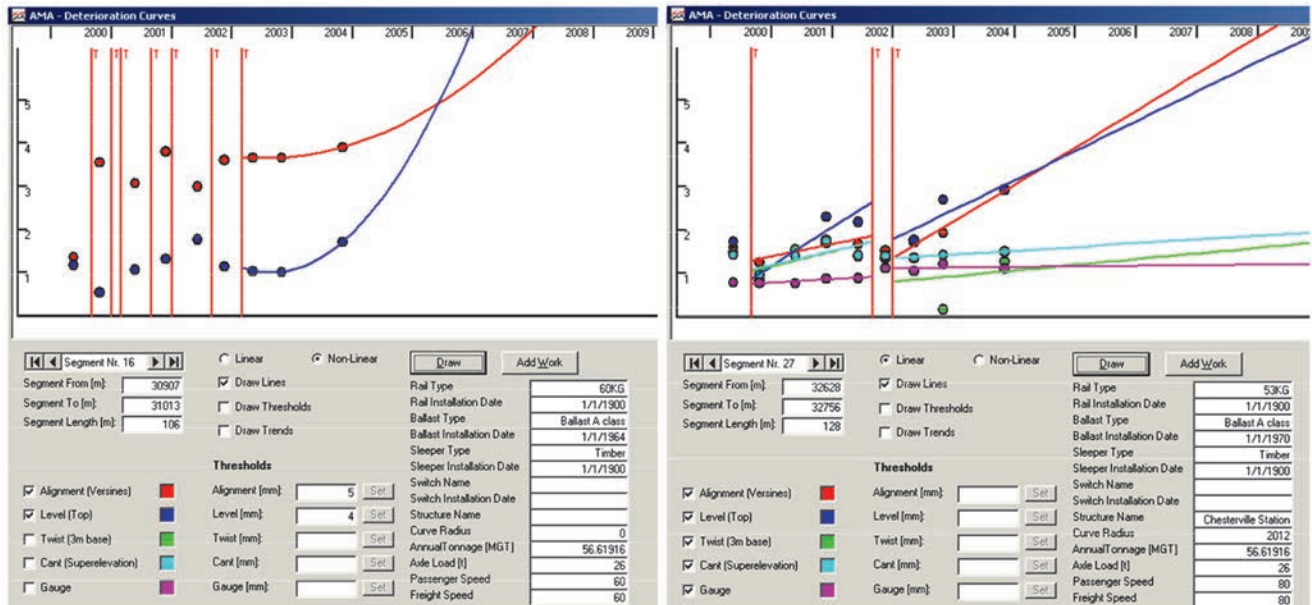 AMA - Deterioration Curves
2000 2001 2002 2003 2004 2005 2006 2007 2008 2009
T T T T T T T
5
4
3
2
1
Segment Nr. 16
Linear
Non-Linear
Draw
Add Work
Segment From [m]: 30907
Segment To [m]: 31013
Segment Length [m]: 106
Draw Lines
Draw Thresholds
Draw Trends
Rail Type 60KG
Rail Installation Date 1/1/1900
Ballast Type Ballast A class
Ballast Installation Date 1/1/1964
Sleeper Type Timber
Sleeper Installation Date 1/1/1900
Switch Name
Switch Installation Date
Structure Name
Curve Radius 0
AnnualTonnage [MGT] 56.61916
Axle Load [t] 26
Passenger Speed 60
Freight Speed 60
Thresholds
Alignment (Versines) Alignment [mm]: 5 Set
Level (Top) Level [mm]: 4 Set
Twist (3m base) Twist [mm]: Set
Cant (Superelevation) Cant [mm]: Set
Gauge Gauge [mm]: Set
AMA - Deterioration Curves
2000 2001 2002 2003 2004 2005 2006 2007 2008 200
T T T
5
4
3
2
1
Segment Nr. 27
Linear
Non-Linear
Draw
Add Work
Segment From [m]: 32628
Segment To [m]: 32756
Segment Length [m]: 128
Draw Lines
Draw Thresholds
Draw Trends
Rail Type 53KG
Rail Installation Date 1/1/1900
Ballast Type Ballast A class
Ballast Installation Date 1/1/1970
Sleeper Type Timber
Sleeper Installation Date 1/1/1900
Switch Name
Switch Installation Date
Structure Name Chesterville Station
Curve Radius 2012
AnnualTonnage [MGT] 56.61916
Axle Load [t] 26
Passenger Speed 80
Freight Speed 80
Thresholds
Alignment (Versines) Alignment [mm]: Set
Level (Top) Level [mm]: Set
Twist (3m base) Twist [mm]: Set
Cant (Superelevation) Cant [mm]: Set
Gauge Gauge [mm]: Set